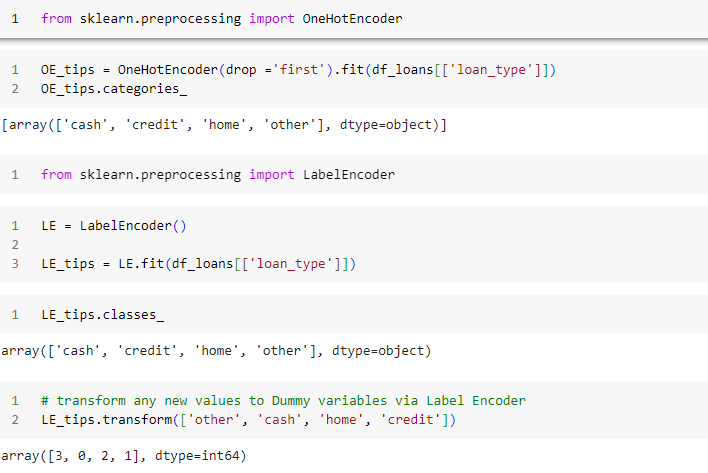 1 from sklearn.preprocessing import OneHotEncoder
1 OE_tips = OneHotEncoder(drop ='first').fit(df_loans[['loan_type']])
2 OE_tips.categories_
[array(['cash', 'credit', 'home', 'other'], dtype=object)]
1 from sklearn.preprocessing import LabelEncoder
1 LE = LabelEncoder()
2
3 LE_tips = LE.fit(df_loans[['loan_type']])
1 LE_tips.classes_
array(['cash', 'credit', 'home', 'other'], dtype=object)
1 # transform any new values to Dummy variables via Label Encoder
2 LE_tips.transform(['other', 'cash', 'home', 'credit'])
array([3, 0, 2, 1], dtype=int64)